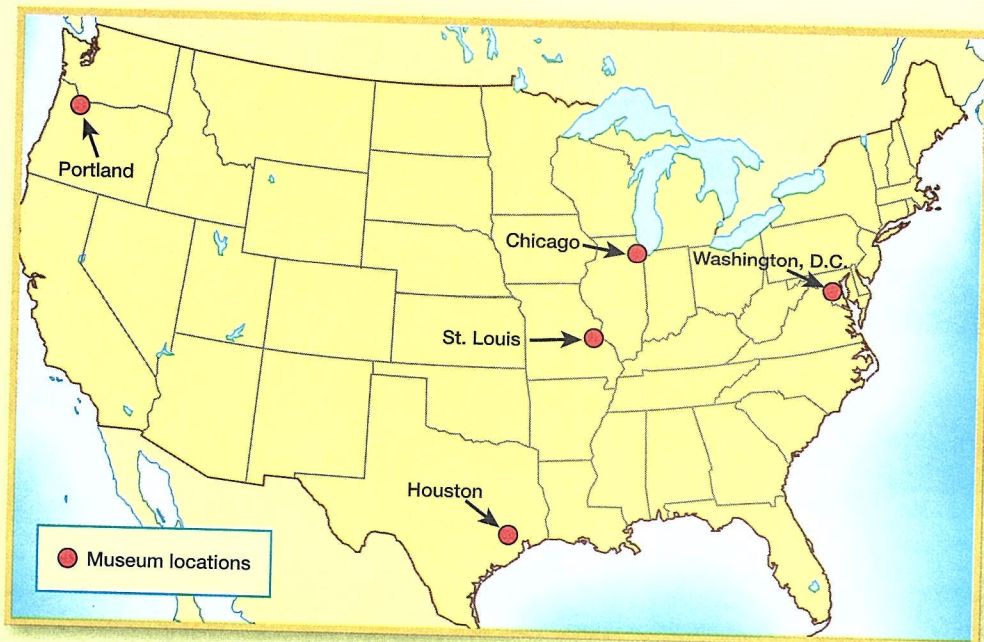 Portland
Chicago
Washington, D.C.
St. Louis
Houston
Museum locations